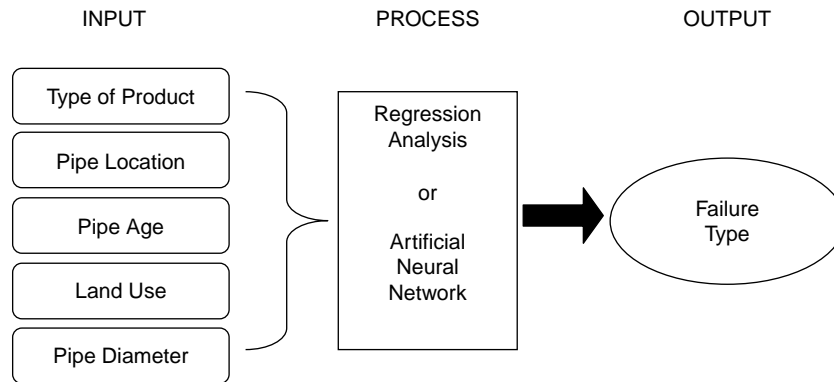 INPUT
PROCESS
OUTPUT
Type of Product
Pipe Location
Pipe Age
Land Use
Pipe Diameter
Regression
Analysis
or
Artificial
Neural
Network
Failure
Type